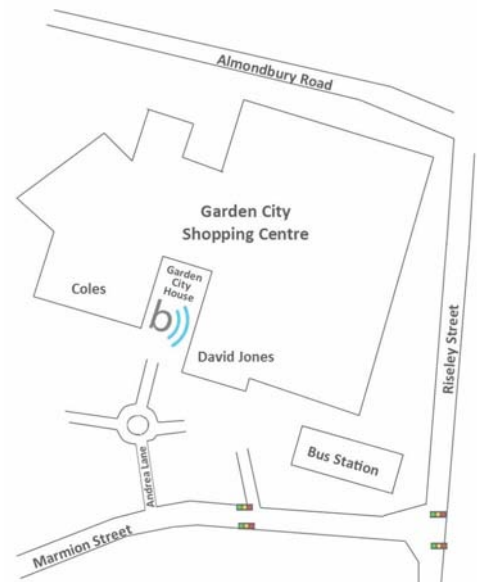 Almondbury Road
Garden City
Shopping Centre
Garden
City
House
Coles
b
David Jones
Riseley Street
Bus Station
Andrea Lane
Marmion Street